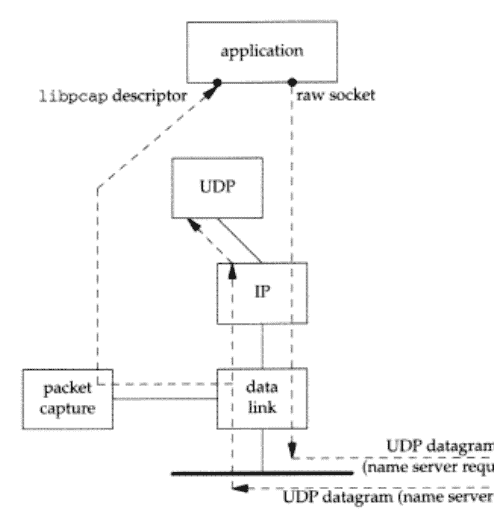 application
libpcap descriptor
raw socket
UDP
IP
packet
capture
data
link
UDP datagram
(name server requ
UDP datagram (name server